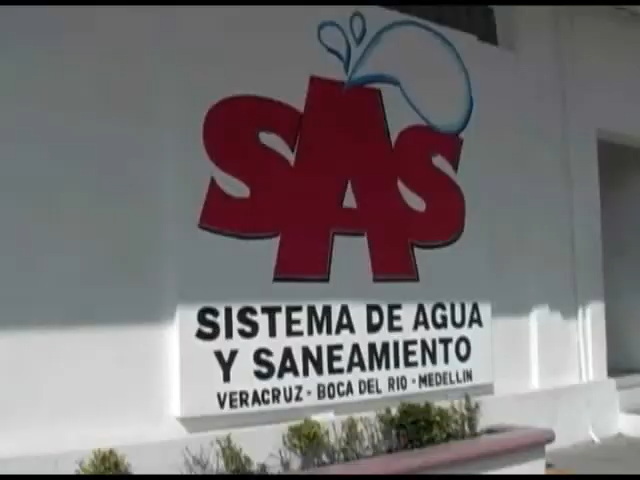 SAS
SISTEMA DE AGUA
Y SANEAMIENTO
VERACRUZ - BOCA DEL RIO - MEDELLIN